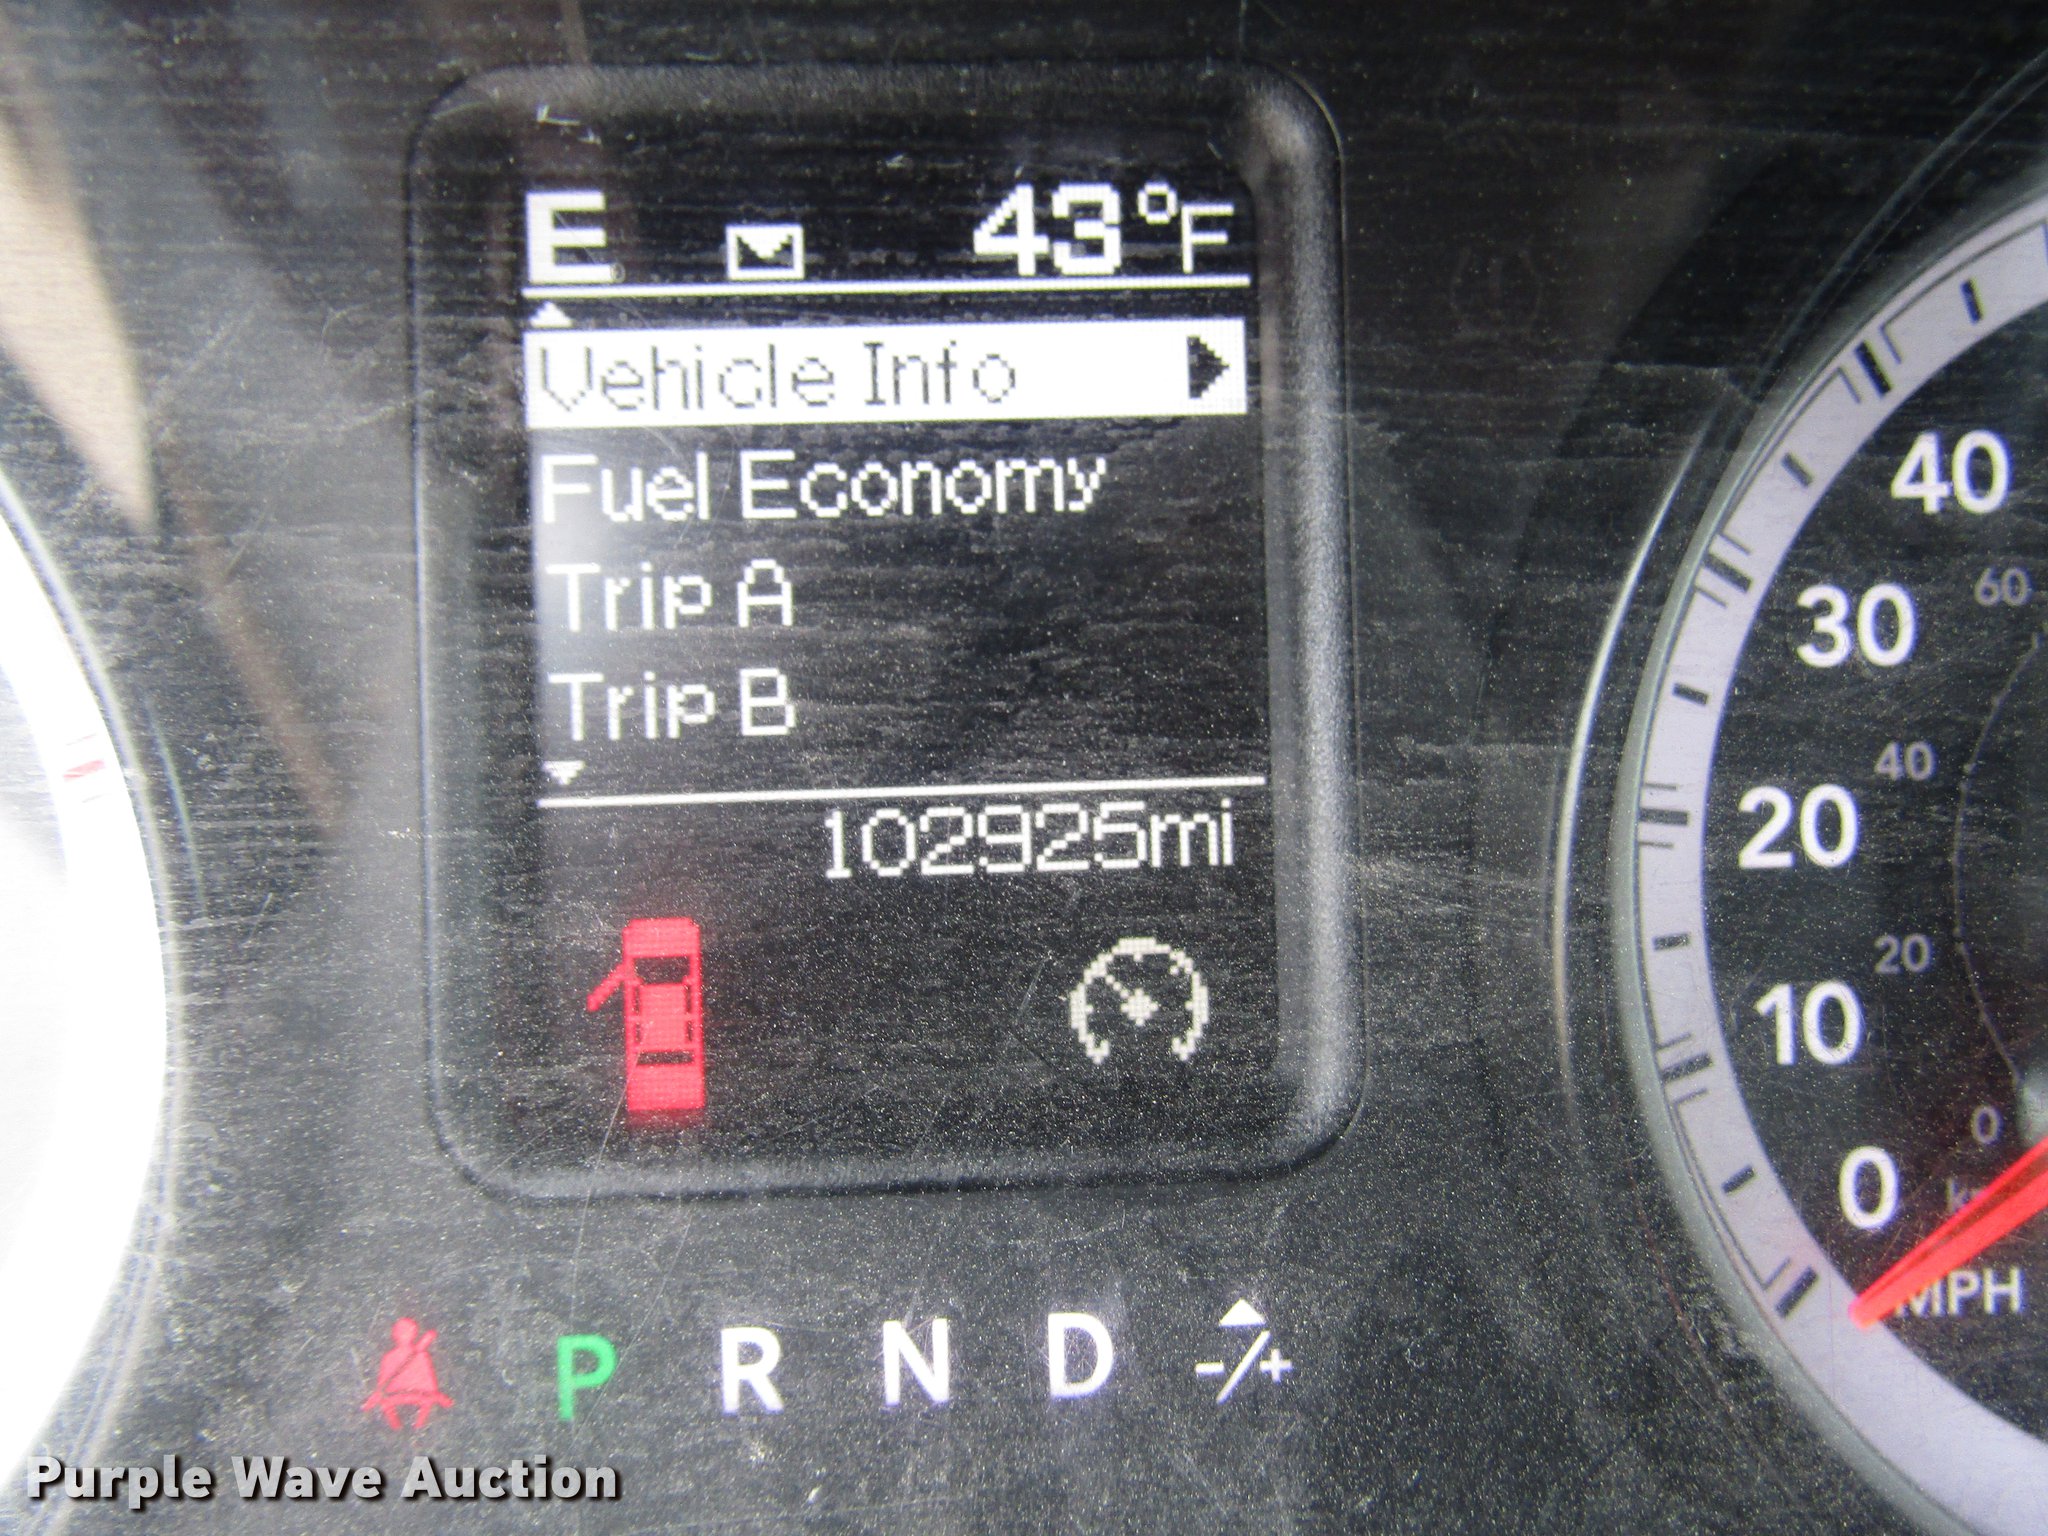 E 43°F
Vehicle Info
Fuel Economy
Trip A
Trip B
102925mi
40
60
30
40
20
20
10
0
0
MPH
P R N D -/+
Purple Wave Auction